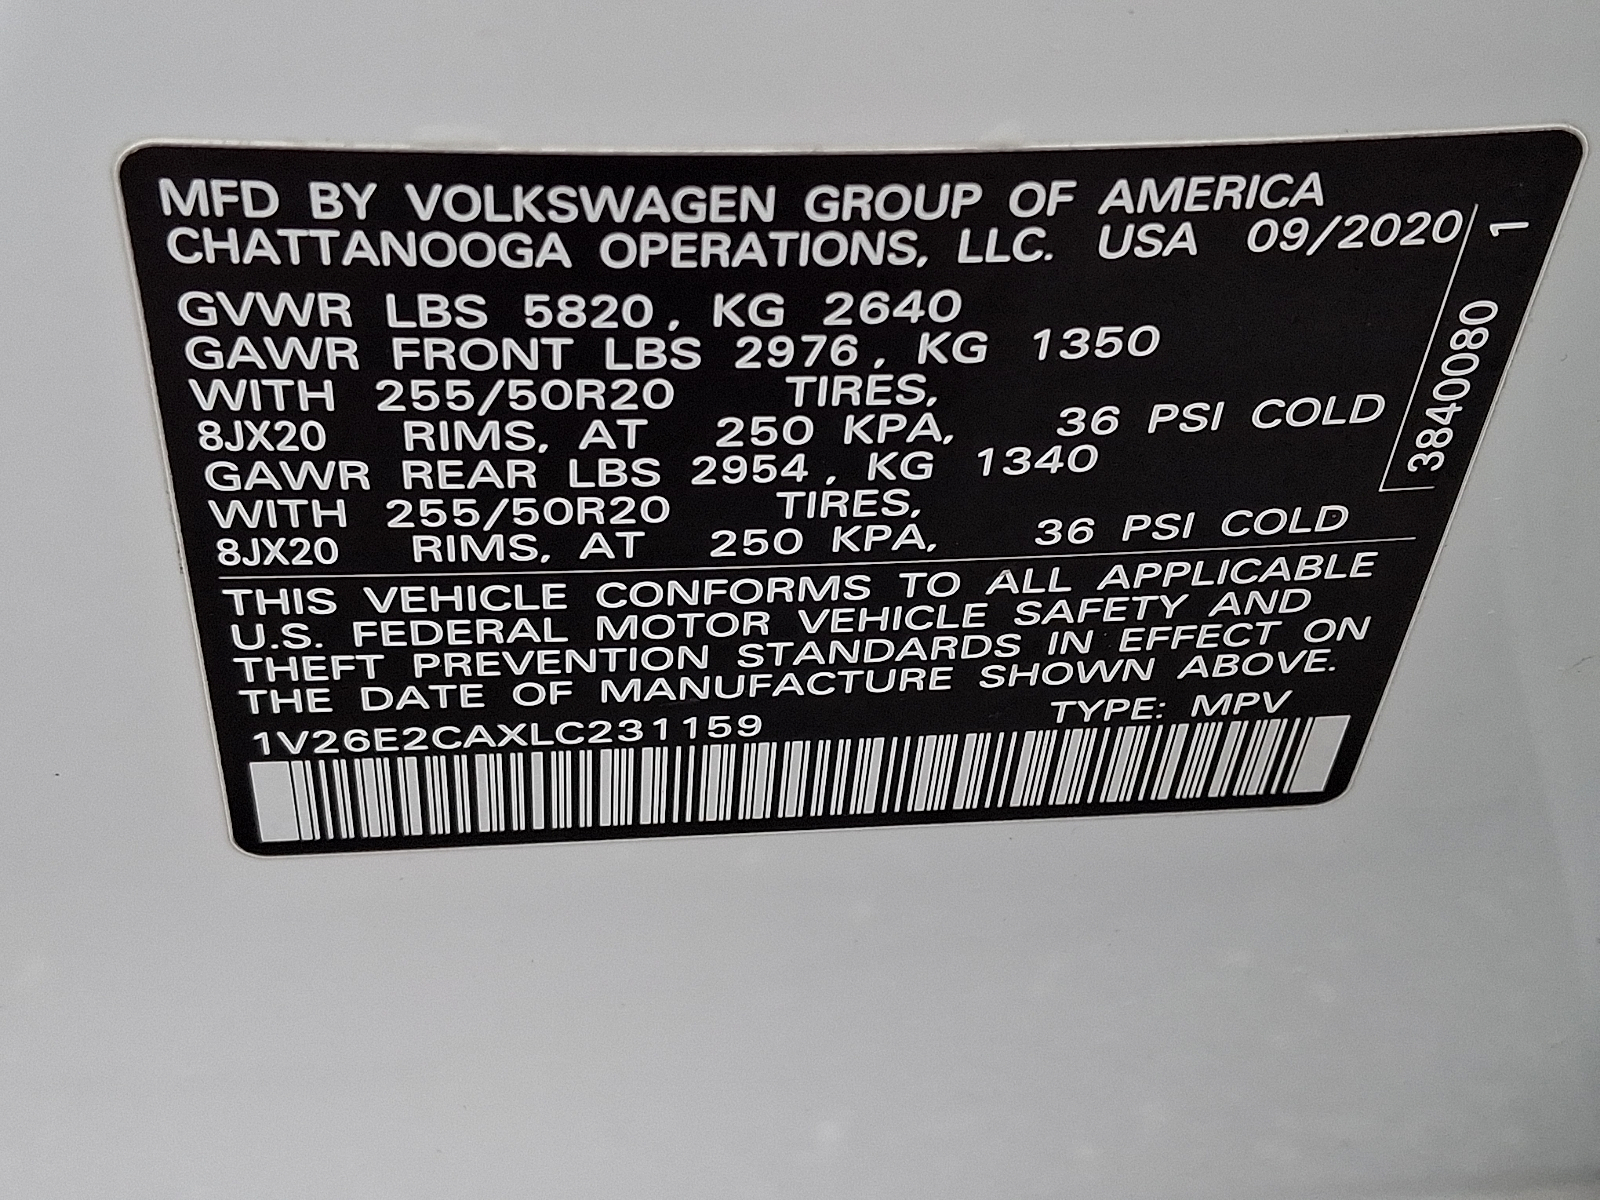 MFD BY VOLKSWAGEN GROUP OF AMERICA
CHATTANOOGA OPERATIONS, LLC. USA 09/2020
GVWR LBS 5820, KG 2640
GAWR FRONT LBS 2976, KG 1350
WITH 255/50R20 TIRES,
8JX20 RIMS, AT 250 KPA, 36 PSI COLD
GAWR REAR LBS 2954, KG 1340
WITH 255/50R20 TIRES,
8JX20 RIMS, AT 250 KPA, 36 PSI COLD
THIS VEHICLE CONFORMS TO ALL APPLICABLE
U.S. FEDERAL MOTOR VEHICLE SAFETY AND
THEFT PREVENTION STANDARDS IN EFFECT ON
THE DATE OF MANUFACTURE SHOWN ABOVE.
1V26E2CAXLC231159 TYPE: MPV
3840080 1